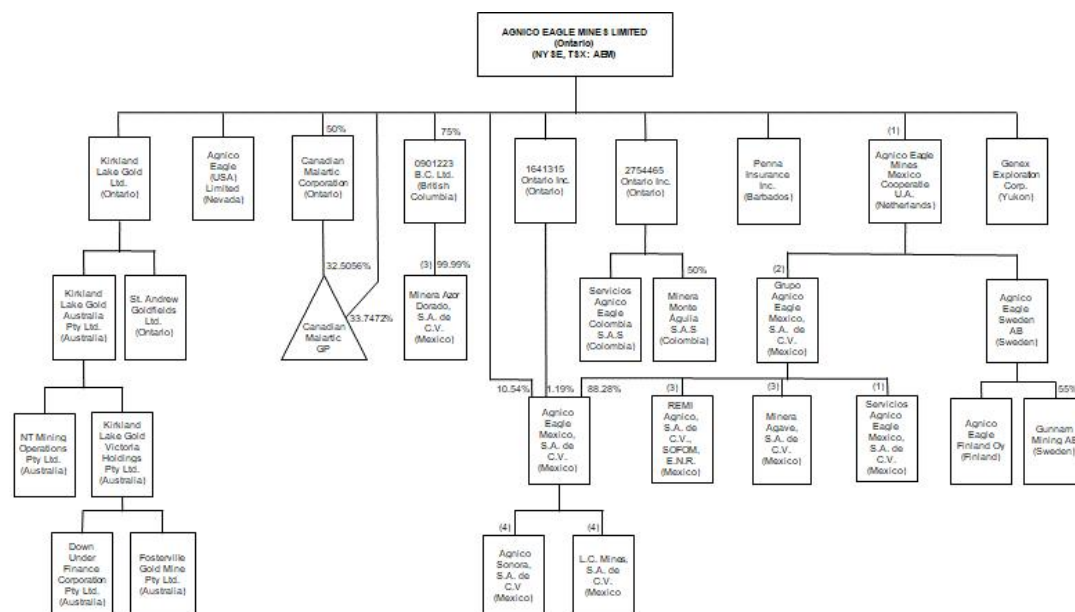 AGNICO EAGLE MINES LIMITED
(Ontario)
(NYSE, TSX: AEM)
50%
75%
(1)
Kirkland
Lake Gold
Ltd.
(Ontario)
Agnico
Eagle
(USA)
Limited
(Nevada)
Canadian
Malartic
Corporation
(Ontario)
0901223
B.C. Ltd.
(British
Columbia)
1641315
Ontario Inc.
(Ontario)
2754465
Ontario Inc.
(Ontario)
Penna
Insurance
Inc.
(Barbados)
Agnico Eagle
Mines
Mexico
Cooperatie
U.A.
(Netherlands)
Genex
Exploration
Corp.
(Yukon)
32.5056%
(3) 99.99%
50%
(2)
Kirkland
Lake Gold
Australia
Pty Ltd.
(Australia)
St. Andrew
Goldfields
Ltd.
(Ontario)
Canadian
Malartic
GP
33.7472%
Minera Azor
Dorado,
S.A. de
C.V.
(Mexico)
Servicios
Agnico
Eagle
Colombia
S.A.S
(Colombia)
Minera
Monte
Águila
S.A.S
(Colombia)
Grupo
Agnico
Eagle
Mexico,
S.A. de
C.V.
(Mexico)
Agnico
Eagle
Sweden
AB
(Sweden)
10.54%
1.19%
88.28%
(3)
(3)
(1)
55%
NT Mining
Operations
Pty Ltd.
(Australia)
Kirkland
Lake Gold
Victoria
Holdings
Pty Ltd.
(Australia)
Agnico
Eagle
Mexico,
S.A. de
C.V.
(Mexico)
REMI
Agnico,
S.A. de
C.V.,
SOFOM,
E.N.R.
(Mexico)
Minera
Agave,
S.A. de
C.V.
(Mexico)
Servicios
Agnico
Eagle
Mexico,
S.A. de
C.V.
(Mexico)
Agnico
Eagle
Finland Oy
(Finland)
Gunnarn
Mining AB
(Sweden)
(4)
(4)
Down
Under
Finance
Corporation
Pty Ltd.
(Australia)
Fosterville
Gold Mine
Pty Ltd.
(Australia)
Agnico
Sonora,
S.A. de
C.V
(Mexico)
L.C. Mines,
S.A. de
C.V.
(Mexico